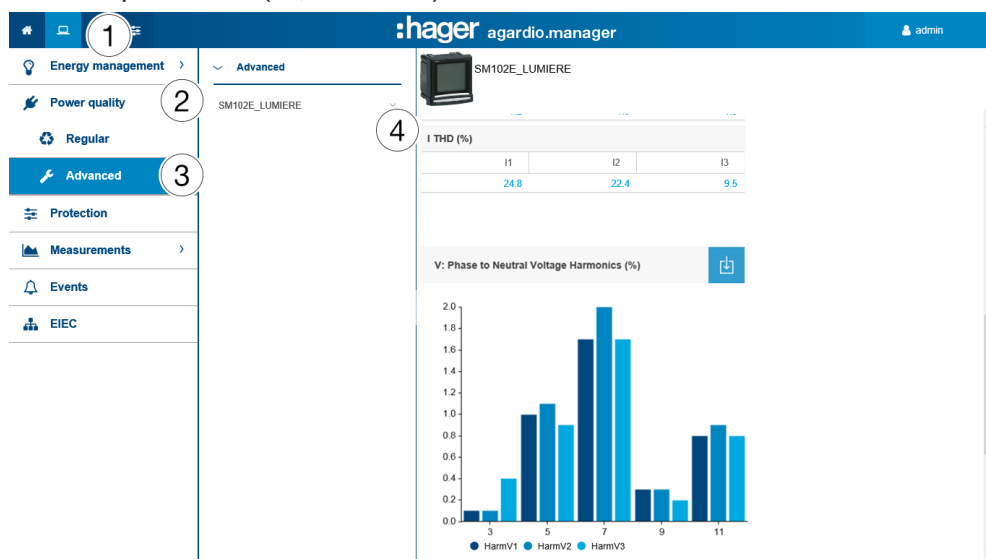 :hager agardio.manager
admin
1
Energy management
Power quality
2
Regular
Advanced
3
Protection
Measurements
Events
EIEC
Advanced
SM102E_LUMIERE
4
SM102E_LUMIERE
I THD (%)
I1 I2 I3
24.8 22.4 9.5
V: Phase to Neutral Voltage Harmonics (%)
2.0
1.8
1.6
1.4
1.2
1.0
0.8
0.6
0.4
0.2
0.0
3 5 7 9 11
HarmV1 HarmV2 HarmV3